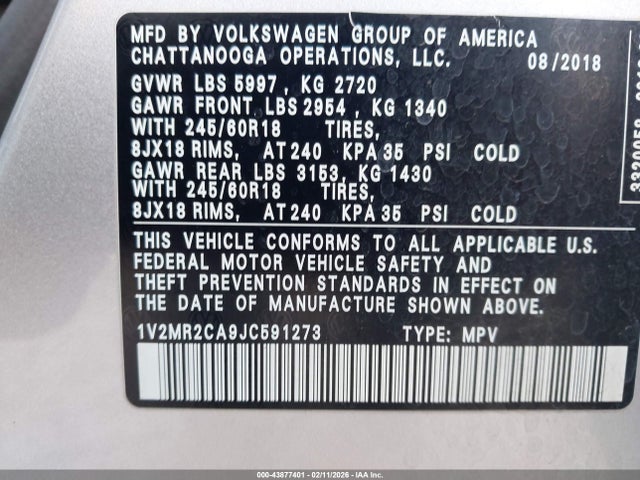 MFD BY VOLKSWAGEN GROUP OF AMERICA
CHATTANOOGA OPERATIONS, LLC. 08/2018
GVWR LBS 5997, KG 2720
GAWR FRONT LBS 2954, KG 1340
WITH 245/60R18 TIRES,
8JX18 RIMS, AT 240 KPA 35 PSI COLD
GAWR REAR LBS 3153, KG 1430
WITH 245/60R18 TIRES,
8JX18 RIMS, AT 240 KPA 35 PSI COLD
THIS VEHICLE CONFORMS TO ALL APPLICABLE U.S.
FEDERAL MOTOR VEHICLE SAFETY AND
THEFT PREVENTION STANDARDS IN EFFECT ON
THE DATE OF MANUFACTURE SHOWN ABOVE.
1V2MR2CA9JC591273 TYPE: MPV
000-43877401 - 02/11/2026 - IAAI, Inc.